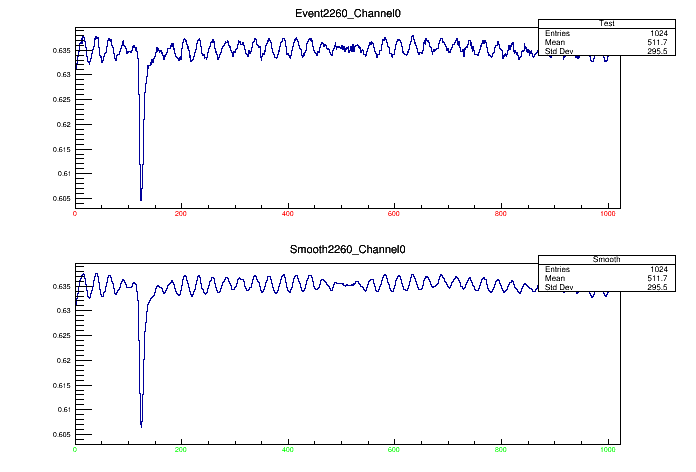 Event2260_Channel0
Test
Entries 1024
Mean 511.7
Std Dev 295.5
0.635
0.63
0.625
0.62
0.615
0.61
0.605
0 200 400 600 800 1000
Smooth2260_Channel0
Smooth
Entries 1024
Mean 511.7
Std Dev 295.5
0.635
0.63
0.625
0.62
0.615
0.61
0.605
0 200 400 600 800 1000